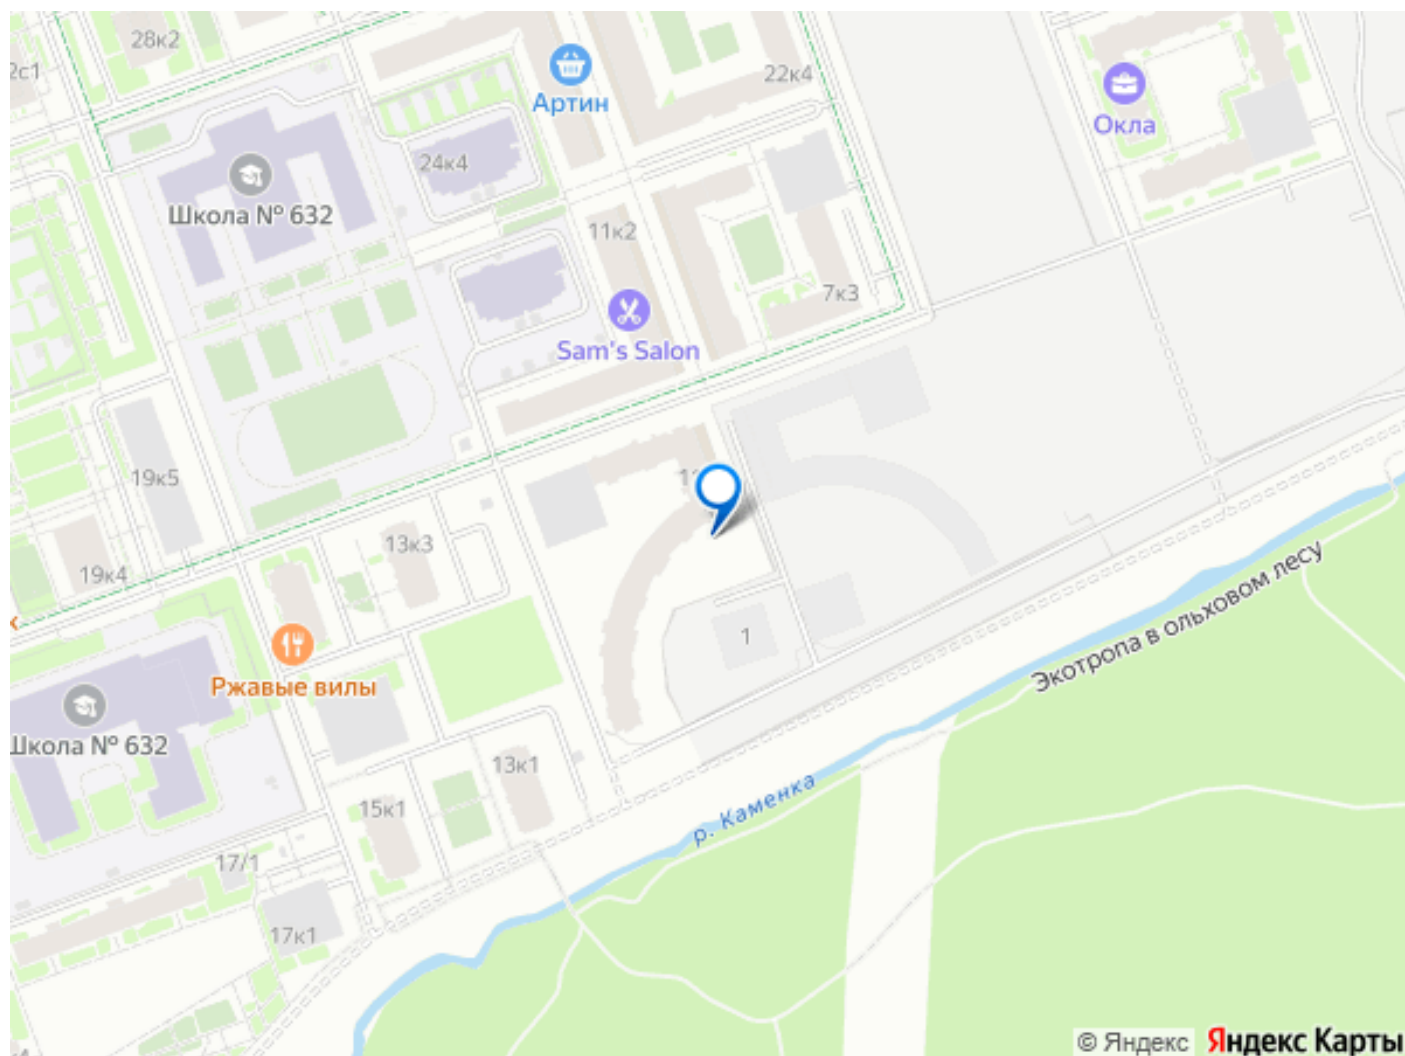 28к2
2с1
Артин
22к4
Окла
24к4
Школа № 632
11к2
7к3
Sam's Salon
19к5
13к3
19к4
1
Ржавые вилы
Школа № 632
13к1
15к1
17/1
17к1
р. Каменка
Экотропа в ольховом лесу
© Яндекс Яндекс Карты